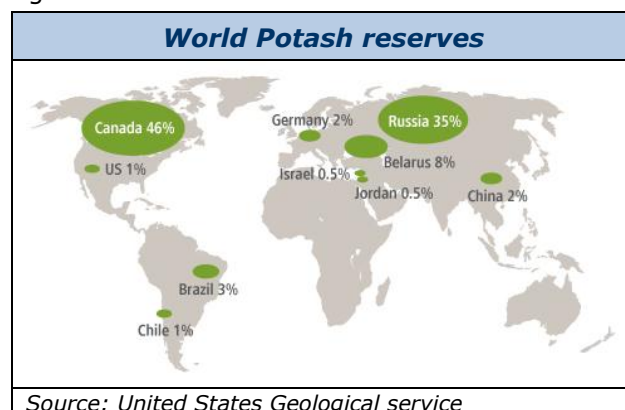 World Potash reserves
Canada 46%
Germany 2%
Russia 35%
US 1%
Belarus 8%
Israel 0.5%
Jordan 0.5%
China 2%
Brazil 3%
Chile 1%
Source: United States Geological service